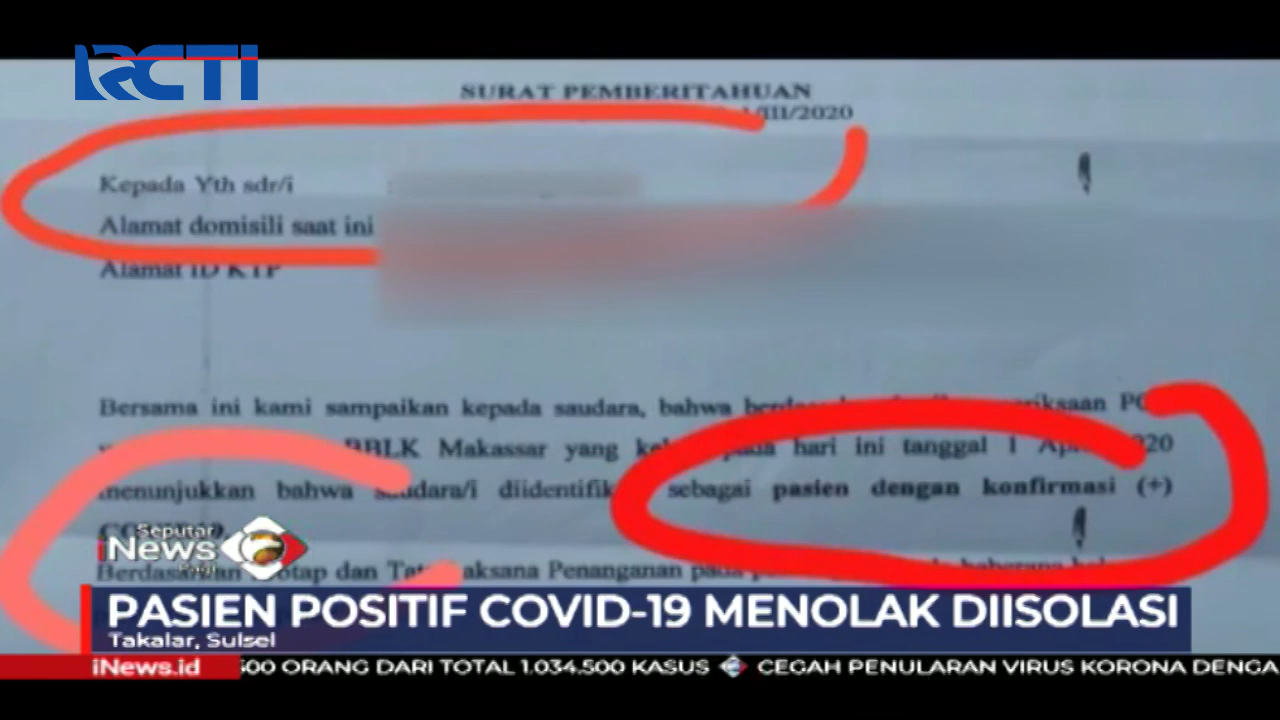 RCTI
SURAT PEMBERITAHUAN
/III/2020
Kepada Yth sdr/i
Alamat domisili saat ini
Alamat ID KTP
Bersama ini kami sampaikan kepada saudara, bahwa
BBLK Makassar yang hari ini tanggal 1
menunjukkan bahwa saudara/i sebagai pasien dengan konfirmasi (+)
Seputar
iNews
Pagi
dan Penanganan
PASIEN POSITIF COVID-19 MENOLAK DIISOLASI
Takalar, Sulsel
iNews.id 500 ORANG DARI TOTAL 1.034.500 KASUS CEGAH PENULARAN VIRUS KORONA DENGA